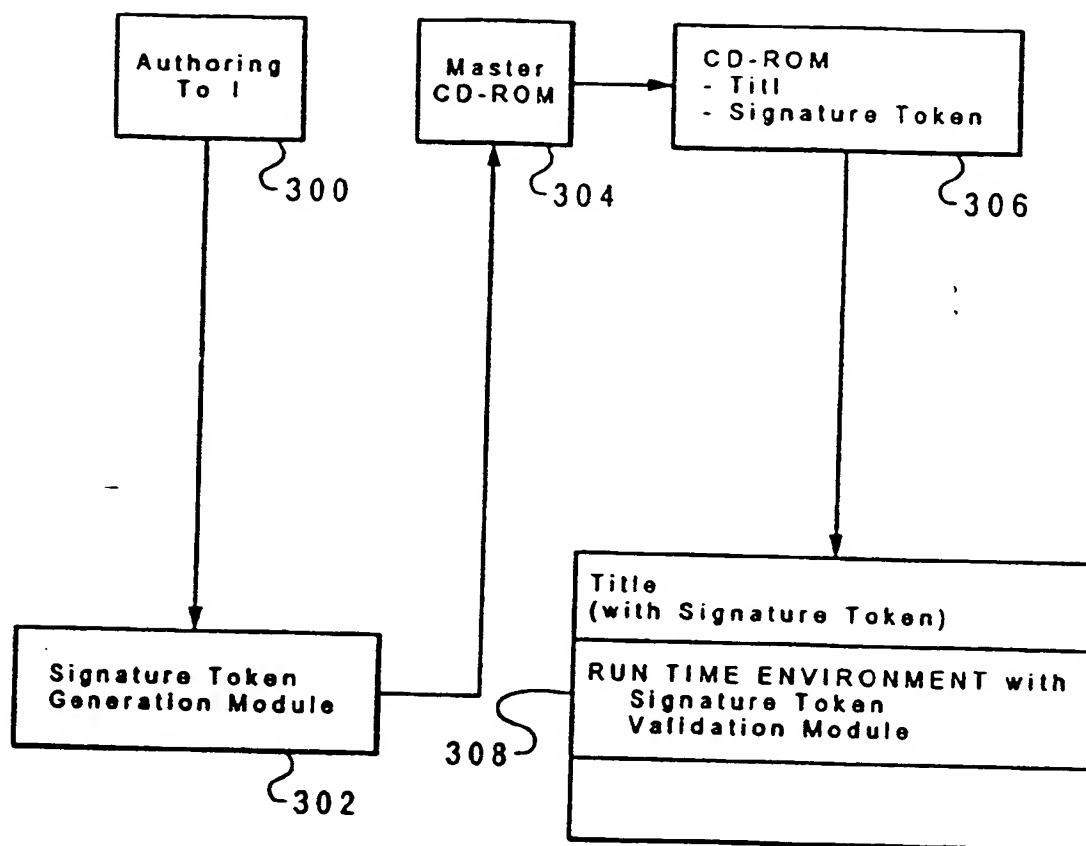 Authoring
To l
300
Master
CD-ROM
304
CD-ROM
- Titl
- Signature Token
306
Signature Token
Generation Module
302
Title
(with Signature Token)
RUN TIME ENVIRONMENT with
Signature Token
Validation Module
308